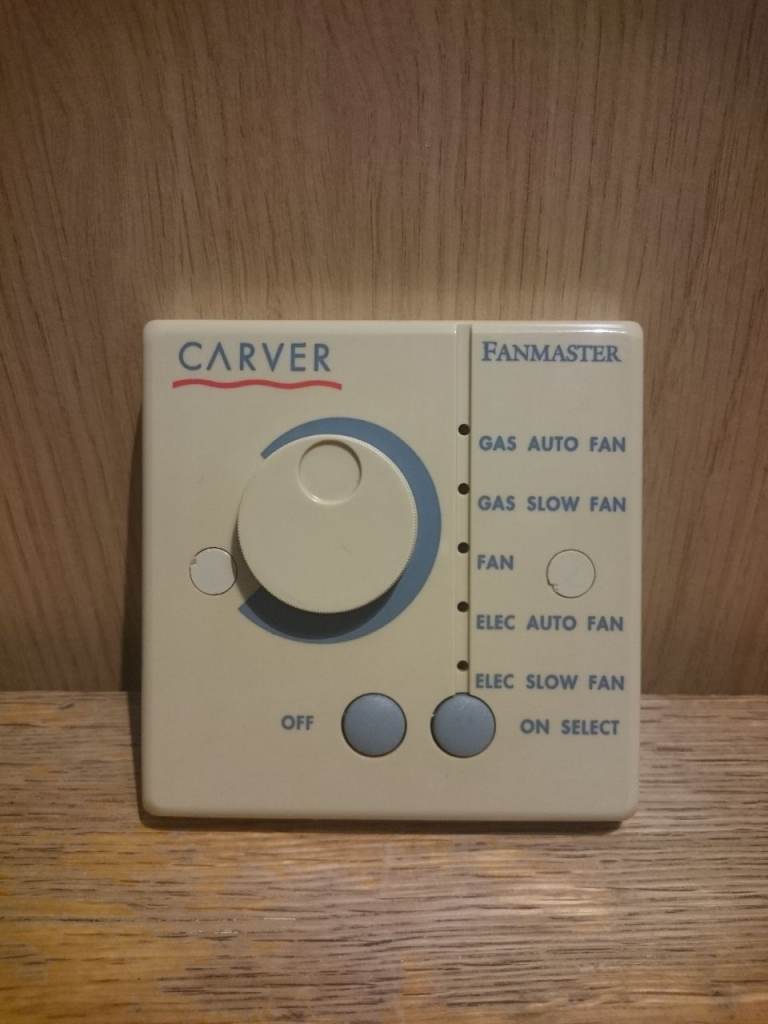 CARVER
FANMASTER
GAS AUTO FAN
GAS SLOW FAN
FAN
ELEC AUTO FAN
ELEC SLOW FAN
OFF
ON SELECT